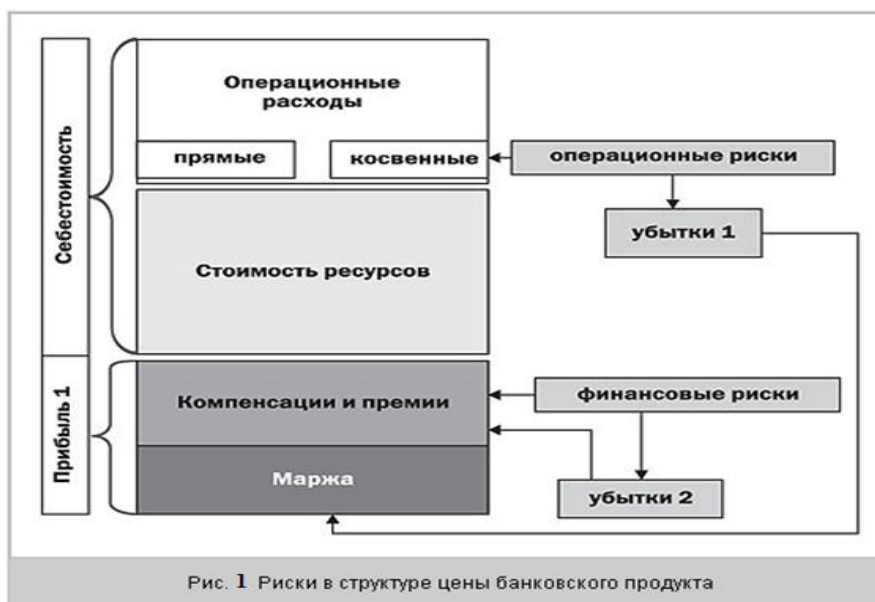 Себестоимость
Операционные
расходы
прямые
косвенные
операционные риски
убытки 1
Стоимость ресурсов
Прибыль 1
Компенсации и премии
финансовые риски
Маржа
убытки 2
Рис. 1 Риски в структуре цены банковского продукта